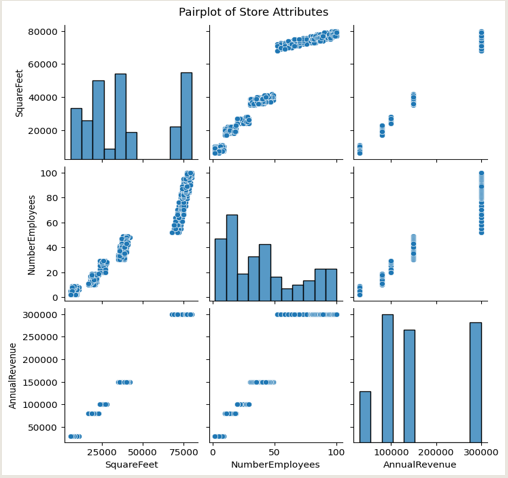 Pairplot of Store Attributes
80000
60000
40000
20000
SquareFeet
100
80
60
40
20
0
NumberEmployees
300000
250000
200000
150000
100000
50000
AnnualRevenue
25000 50000 75000
0 50 100
100000 200000 300000
SquareFeet NumberEmployees AnnualRevenue